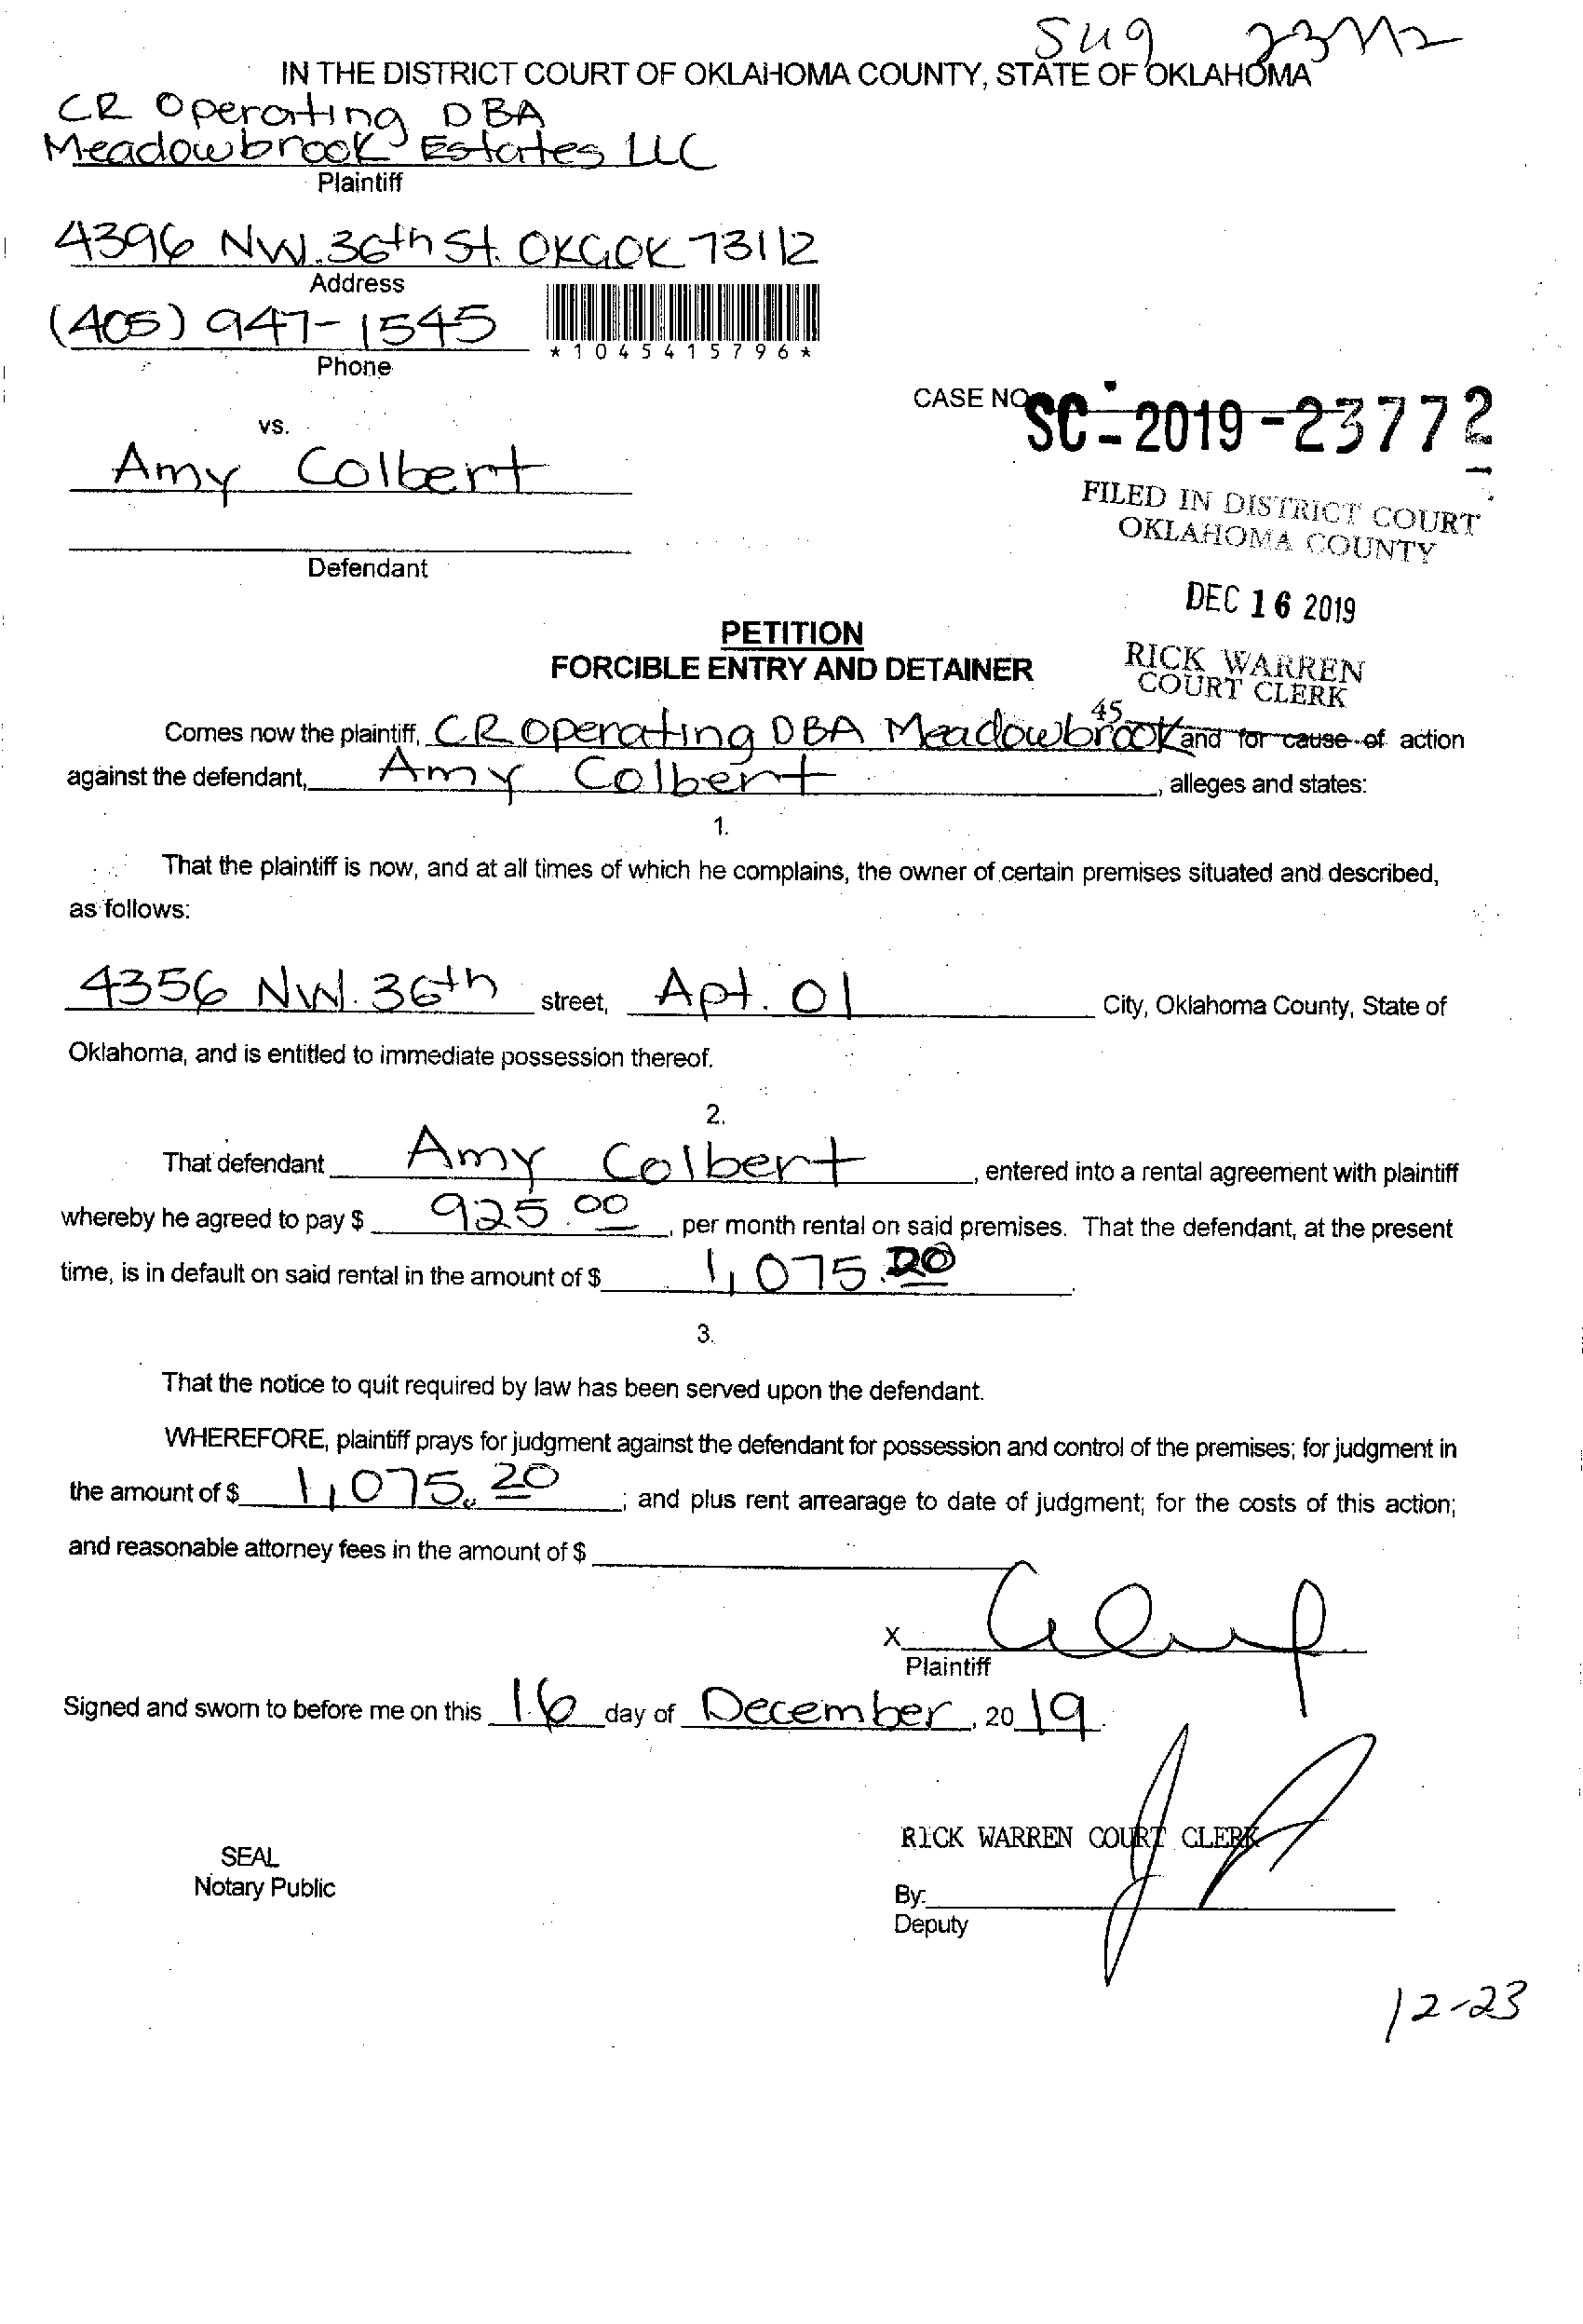 IN THE DISTRICT COURT OF OKLAHOMA COUNTY, STATE OF OKLAHOMA
CR Operating DBA
Meadowbrook Estates LLC
Plaintiff
4396 NW. 36th St. OKC OK 73112
Address
(405) 947-1545
*1045415796*
Phone
CASE NO. SC-2019-23772
vs.
Amy Colbert
FILED IN DISTRICT COURT
OKLAHOMA COUNTY
Defendant
DEC 16 2019
PETITION
FORCIBLE ENTRY AND DETAINER
RICK WARREN
COURT CLERK
45
Comes now the plaintiff, CR Operating DBA Meadowbrook and for cause of action
against the defendant, Amy Colbert, alleges and states:
1.
That the plaintiff is now, and at all times of which he complains, the owner of certain premises situated and described,
as follows:
4356 NW. 36th street, Apt. 01 City, Oklahoma County, State of
Oklahoma, and is entitled to immediate possession thereof.
2.
That defendant Amy Colbert, entered into a rental agreement with plaintiff
whereby he agreed to pay $ 925.00, per month rental on said premises. That the defendant, at the present
time, is in default on said rental in the amount of $ 1,075.20.
3.
That the notice to quit required by law has been served upon the defendant.
WHEREFORE, plaintiff prays for judgment against the defendant for possession and control of the premises; for judgment in
the amount of $ 1,075.20; and plus rent arrearage to date of judgment; for the costs of this action;
and reasonable attorney fees in the amount of $
X
Plaintiff
Signed and sworn to before me on this 16 day of December, 2019.
RICK WARREN COURT CLERK
SEAL
Notary Public
By:
Deputy
12-23